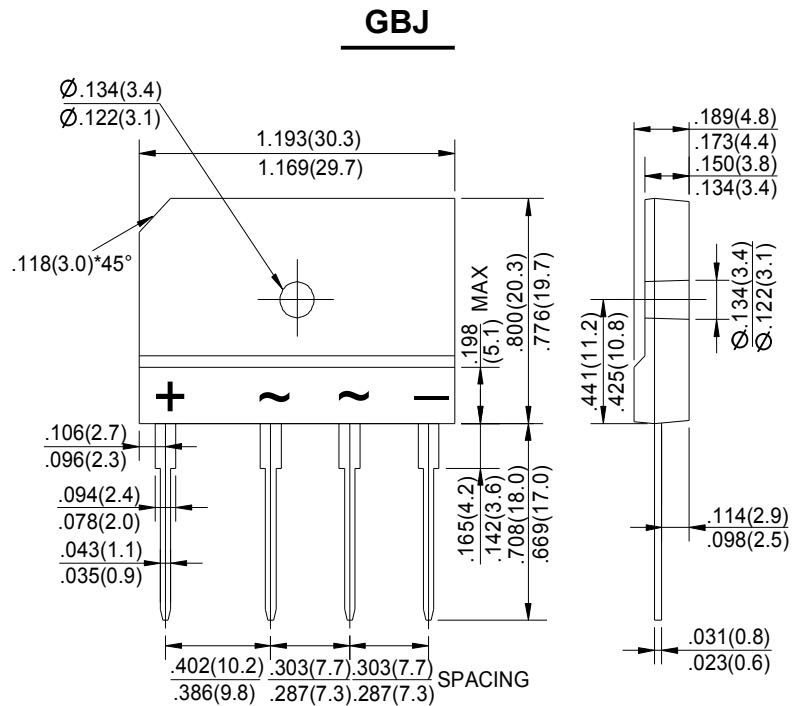 GBJ
Ø.134(3.4)
Ø.122(3.1)
1.193(30.3)
1.169(29.7)
.189(4.8)
.173(4.4)
.150(3.8)
.134(3.4)
.118(3.0)*45°
.198
(5.1)
MAX
.800(20.3)
.776(19.7)
.441(11.2)
.425(10.8)
Ø.134(3.4)
Ø.122(3.1)
+ ~ ~ −
.106(2.7)
.096(2.3)
.094(2.4)
.078(2.0)
.043(1.1)
.035(0.9)
.165(4.2)
.142(3.6)
.708(18.0)
.669(17.0)
.114(2.9)
.098(2.5)
.031(0.8)
.023(0.6)
.402(10.2) .303(7.7) .303(7.7)
.386(9.8) .287(7.3) .287(7.3)
SPACING